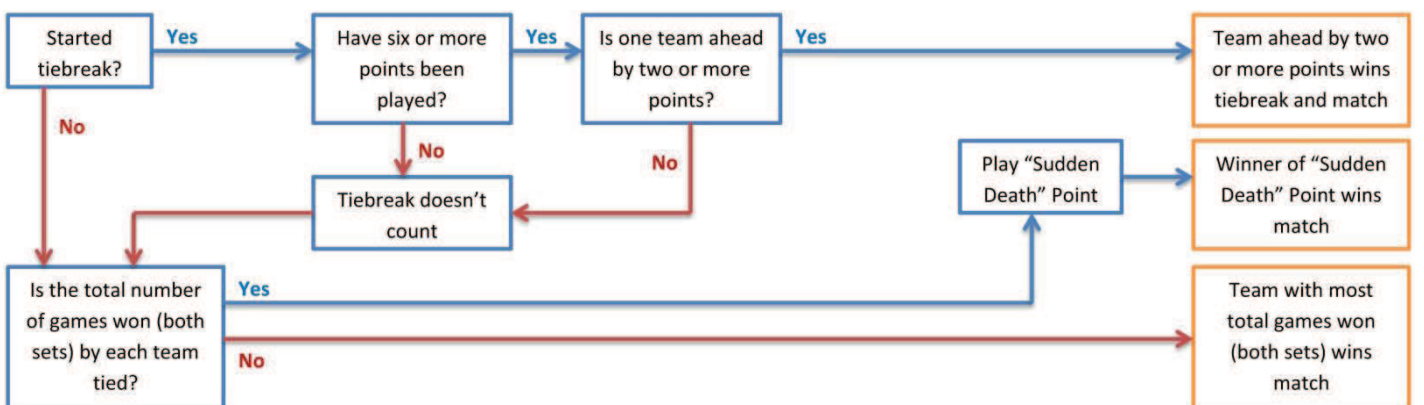 Started
tiebreak?
Yes
Have six or more
points been
played?
Yes
Is one team ahead
by two or more
points?
Yes
Team ahead by two
or more points wins
tiebreak and match
No
No
No
Tiebreak doesn't
count
Play “Sudden
Death” Point
Winner of “Sudden
Death” Point wins
match
Is the total number
of games won (both
sets) by each team
tied?
Yes
No
Team with most
total games won
(both sets) wins
match